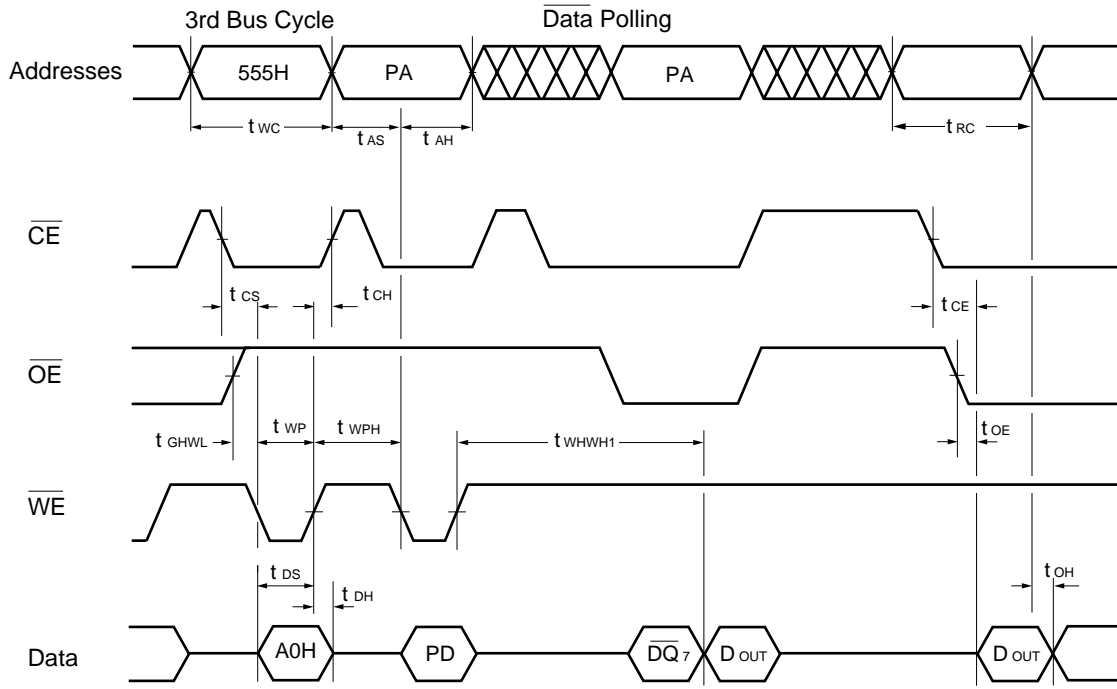 3rd Bus Cycle
Data Polling
Addresses
555H
PA
PA
t WC
t AS
t AH
t RC
CE
t CS
t CH
t CE
OE
t GHWL
t WP
t WPH
t WHWH1
t OE
WE
t DS
t DH
t OH
Data
A0H
PD
DQ 7
D OUT
D OUT